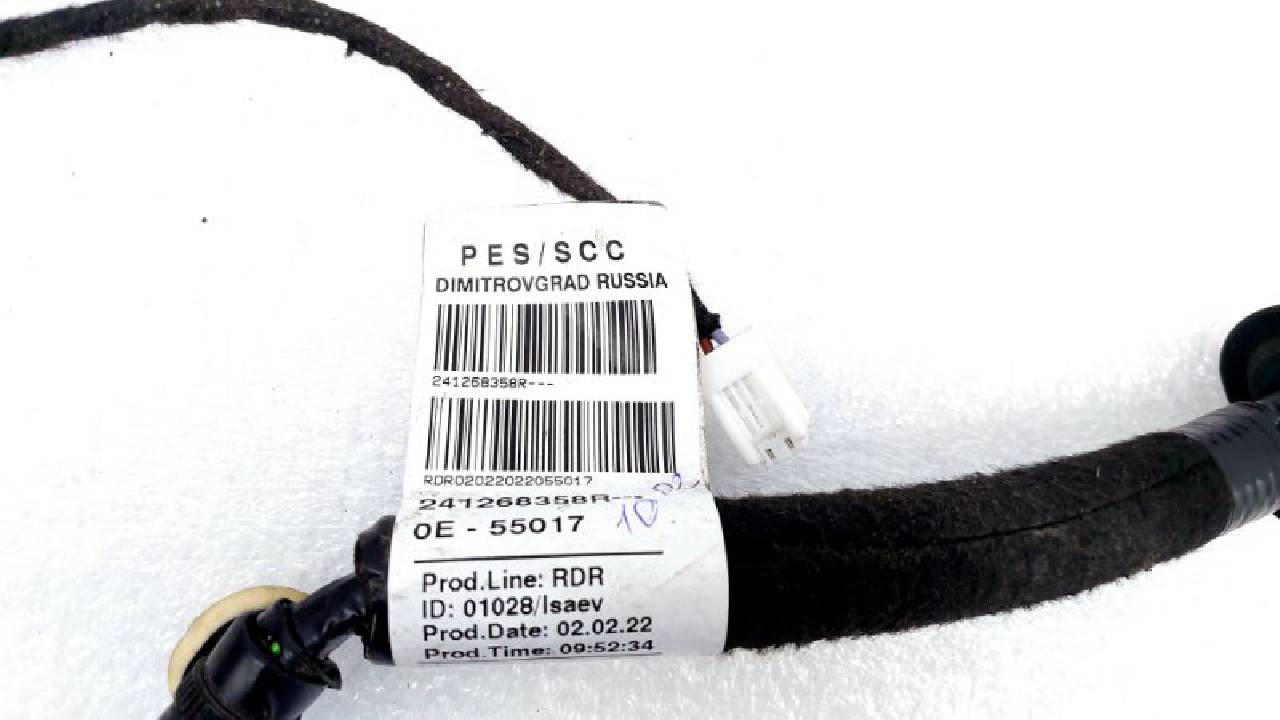 PES/SCC
DIMITROVGRAD RUSSIA
241268358R---
RDR02022022055017
241268358R---
0E - 55017
Prod.Line: RDR
ID: 01028/Isaev
Prod.Date: 02.02.22
Prod.Time: 09:52:34